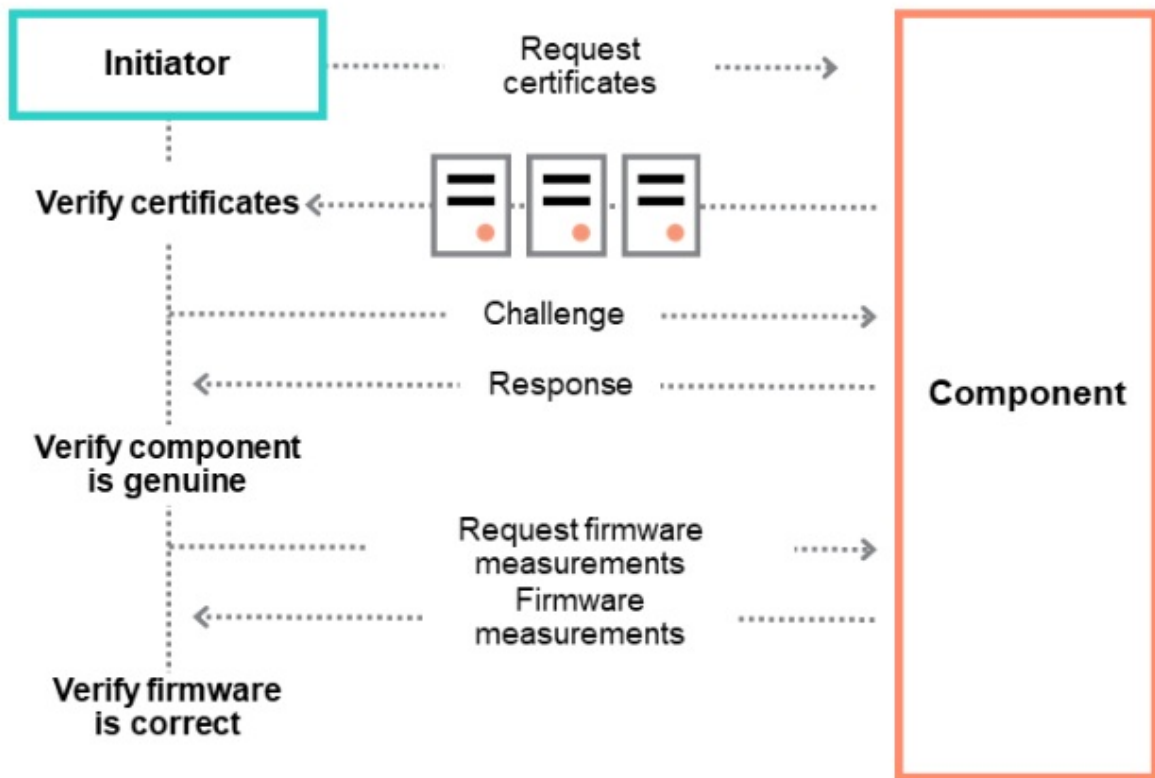 Initiator
Request
certificates
Verify certificates
Challenge
Response
Component
Verify component
is genuine
Request firmware
measurements
Firmware
measurements
Verify firmware
is correct